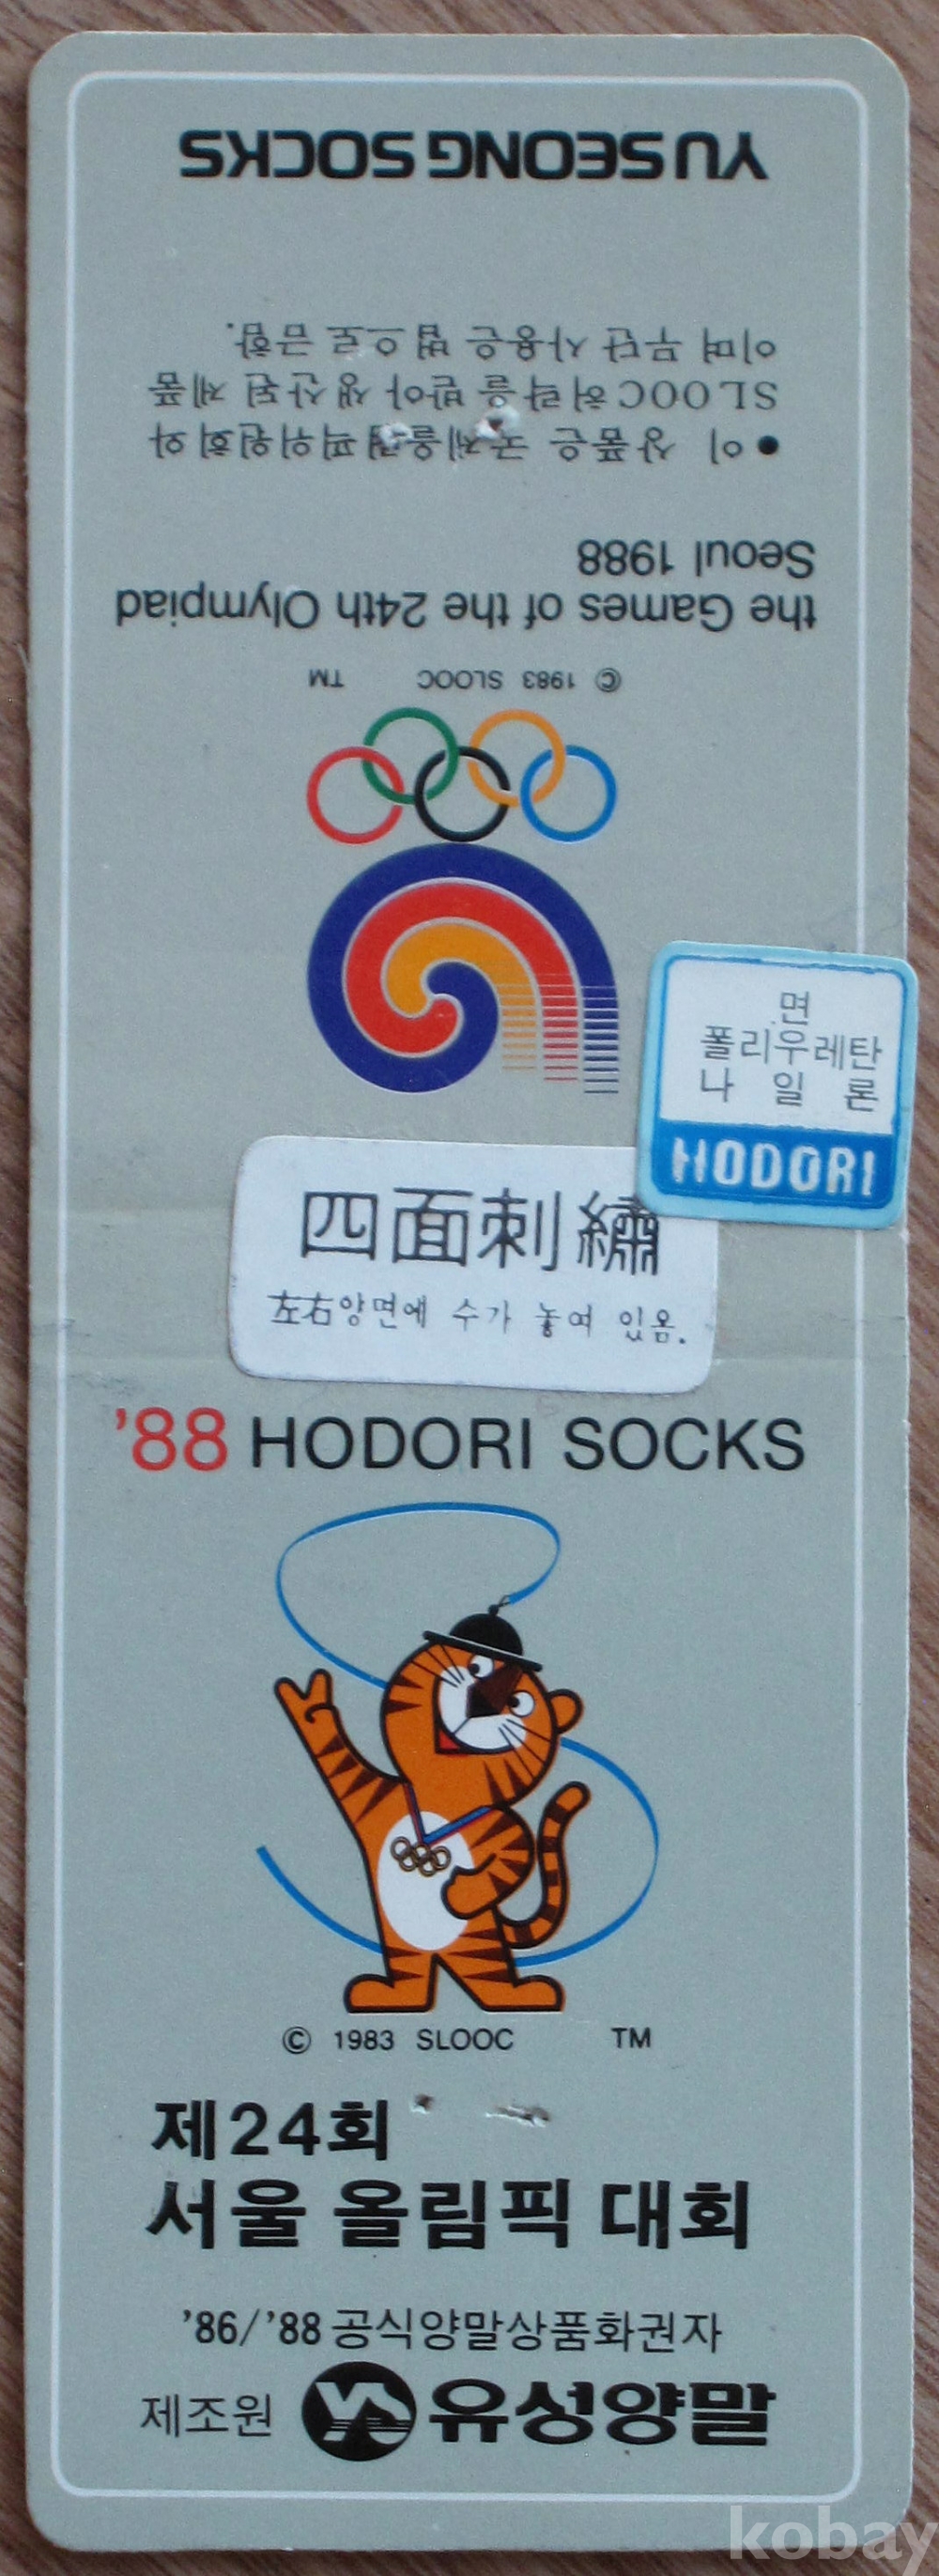 YU SEONG SOCKS
● 이 상품은 국제올림픽위원회와
SLOOC허락을 받아 생산된 제품
이며 무단 사용은 법으로 금함.
the Games of the 24th Olympiad
Seoul 1988
© 1983 SLOOC TM
면
폴리우레탄
나 일 론
HODORI
四面刺繡
左右양면에 수가 놓여 있음.
'88 HODORI SOCKS
© 1983 SLOOC TM
제24회
서울 올림픽 대회
'86/'88 공식양말상품화권자
제조원 YS 유성양말
kobay